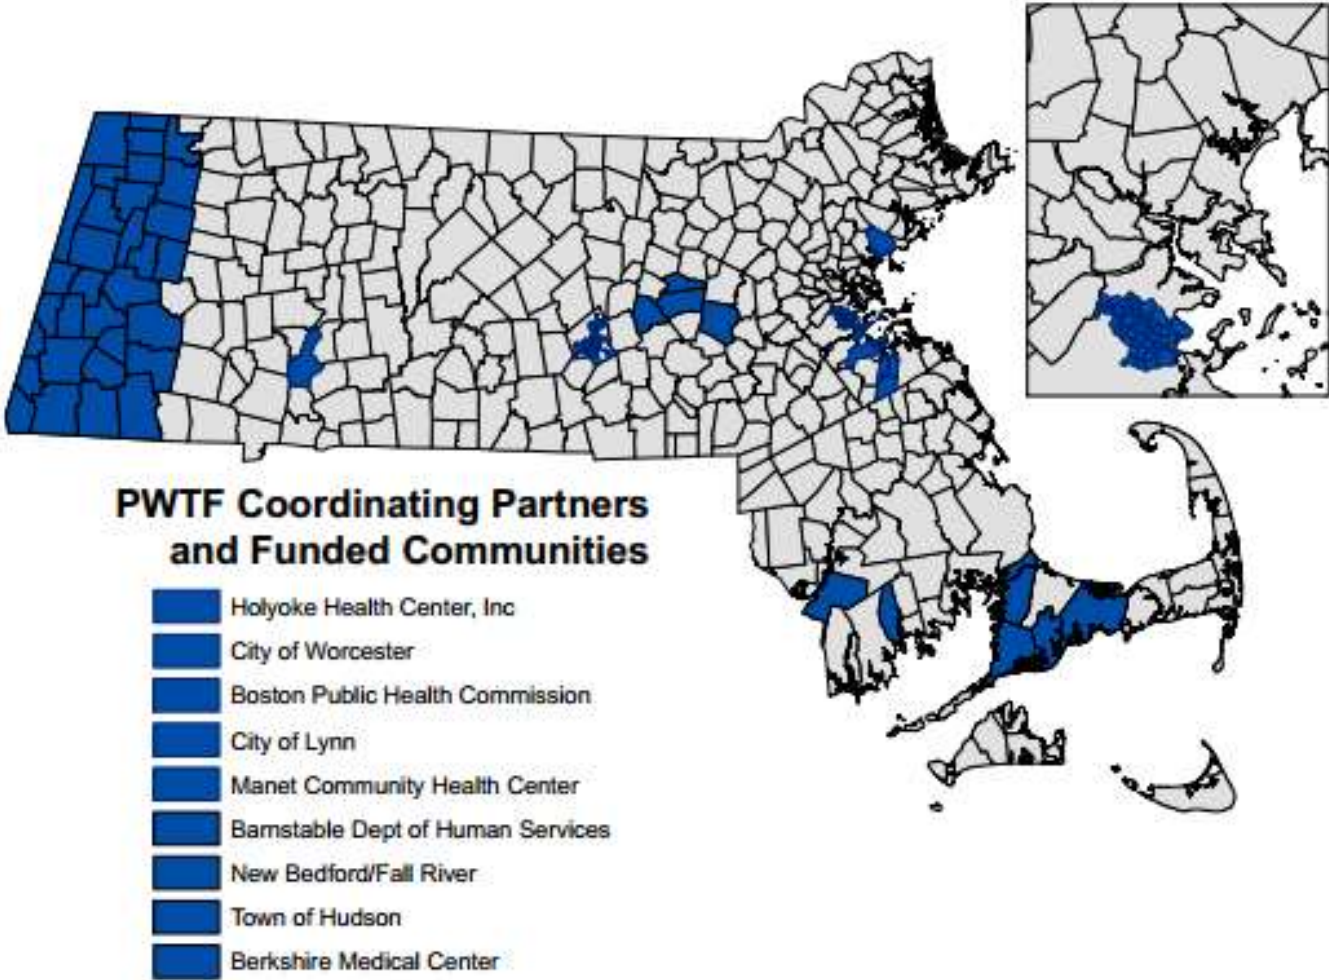 PWTF Coordinating Partners
and Funded Communities
Holyoke Health Center, Inc
City of Worcester
Boston Public Health Commission
City of Lynn
Manet Community Health Center
Barnstable Dept of Human Services
New Bedford/Fall River
Town of Hudson
Berkshire Medical Center